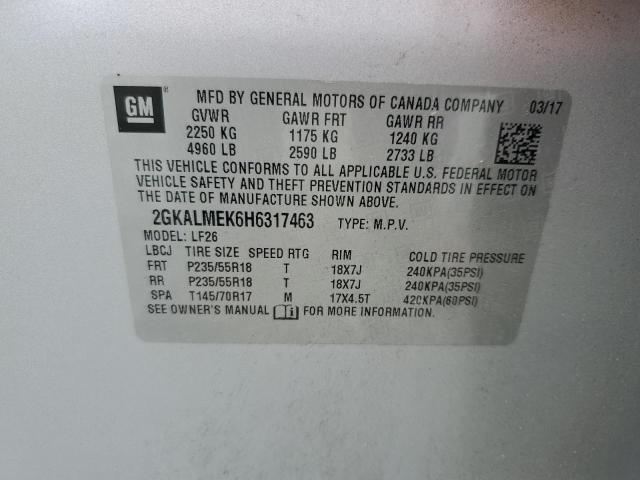 GM ® MFD BY GENERAL MOTORS OF CANADA COMPANY 03/17
GVWR GAWR FRT GAWR RR
2250 KG 1175 KG 1240 KG
4960 LB 2590 LB 2733 LB
THIS VEHICLE CONFORMS TO ALL APPLICABLE U.S. FEDERAL MOTOR
VEHICLE SAFETY AND THEFT PREVENTION STANDARDS IN EFFECT ON
THE DATE OF MANUFACTURE SHOWN ABOVE.
2GKALMEK6H6317463 TYPE: M.P.V.
MODEL: LF26
LBCJ TIRE SIZE SPEED RTG RIM COLD TIRE PRESSURE
FRT P235/55R18 T 18X7J 240KPA(35PSI)
RR P235/55R18 T 18X7J 240KPA(35PSI)
SPA T145/70R17 M 17X4.5T 420KPA(60PSI)
SEE OWNER'S MANUAL FOR MORE INFORMATION.